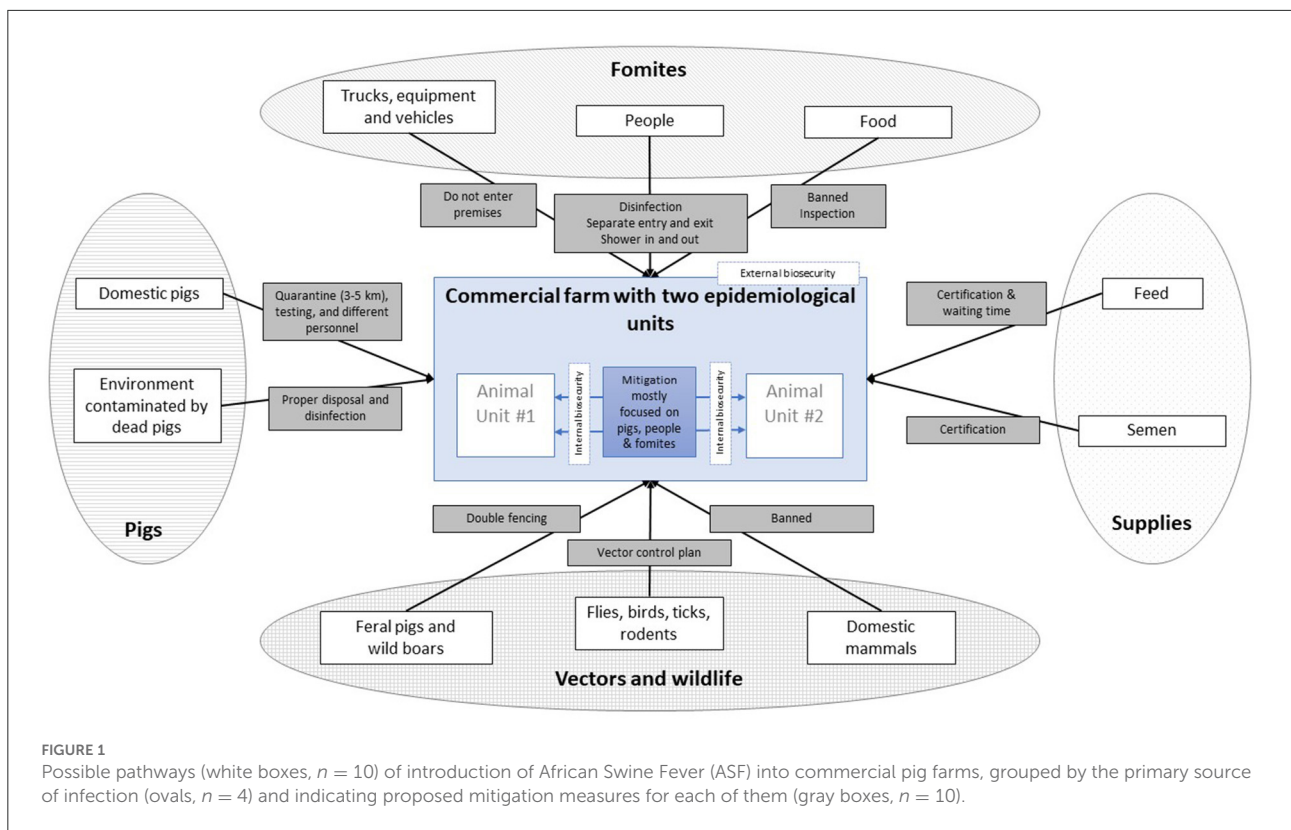 Fomites
Trucks, equipment
and vehicles
People
Food
Do not enter
premises
Disinfection
Separate entry and exit
Shower in and out
Banned
Inspection
External biosecurity
Domestic pigs
Quarantine (3-5 km),
testing, and different
personnel
Environment
contaminated by
dead pigs
Proper disposal and
disinfection
Pigs
Commercial farm with two epidemiological
units
Animal
Unit #1
Internal biosecurity
Mitigation
mostly
focused on
pigs, people
& fomites
Internal biosecurity
Animal
Unit #2
Certification &
waiting time
Feed
Certification
Semen
Supplies
Double fencing
Vector control plan
Banned
Feral pigs and
wild boars
Flies, birds, ticks,
rodents
Domestic
mammals
Vectors and wildlife
FIGURE 1
Possible pathways (white boxes, n = 10) of introduction of African Swine Fever (ASF) into commercial pig farms, grouped by the primary source
of infection (ovals, n = 4) and indicating proposed mitigation measures for each of them (gray boxes, n = 10).